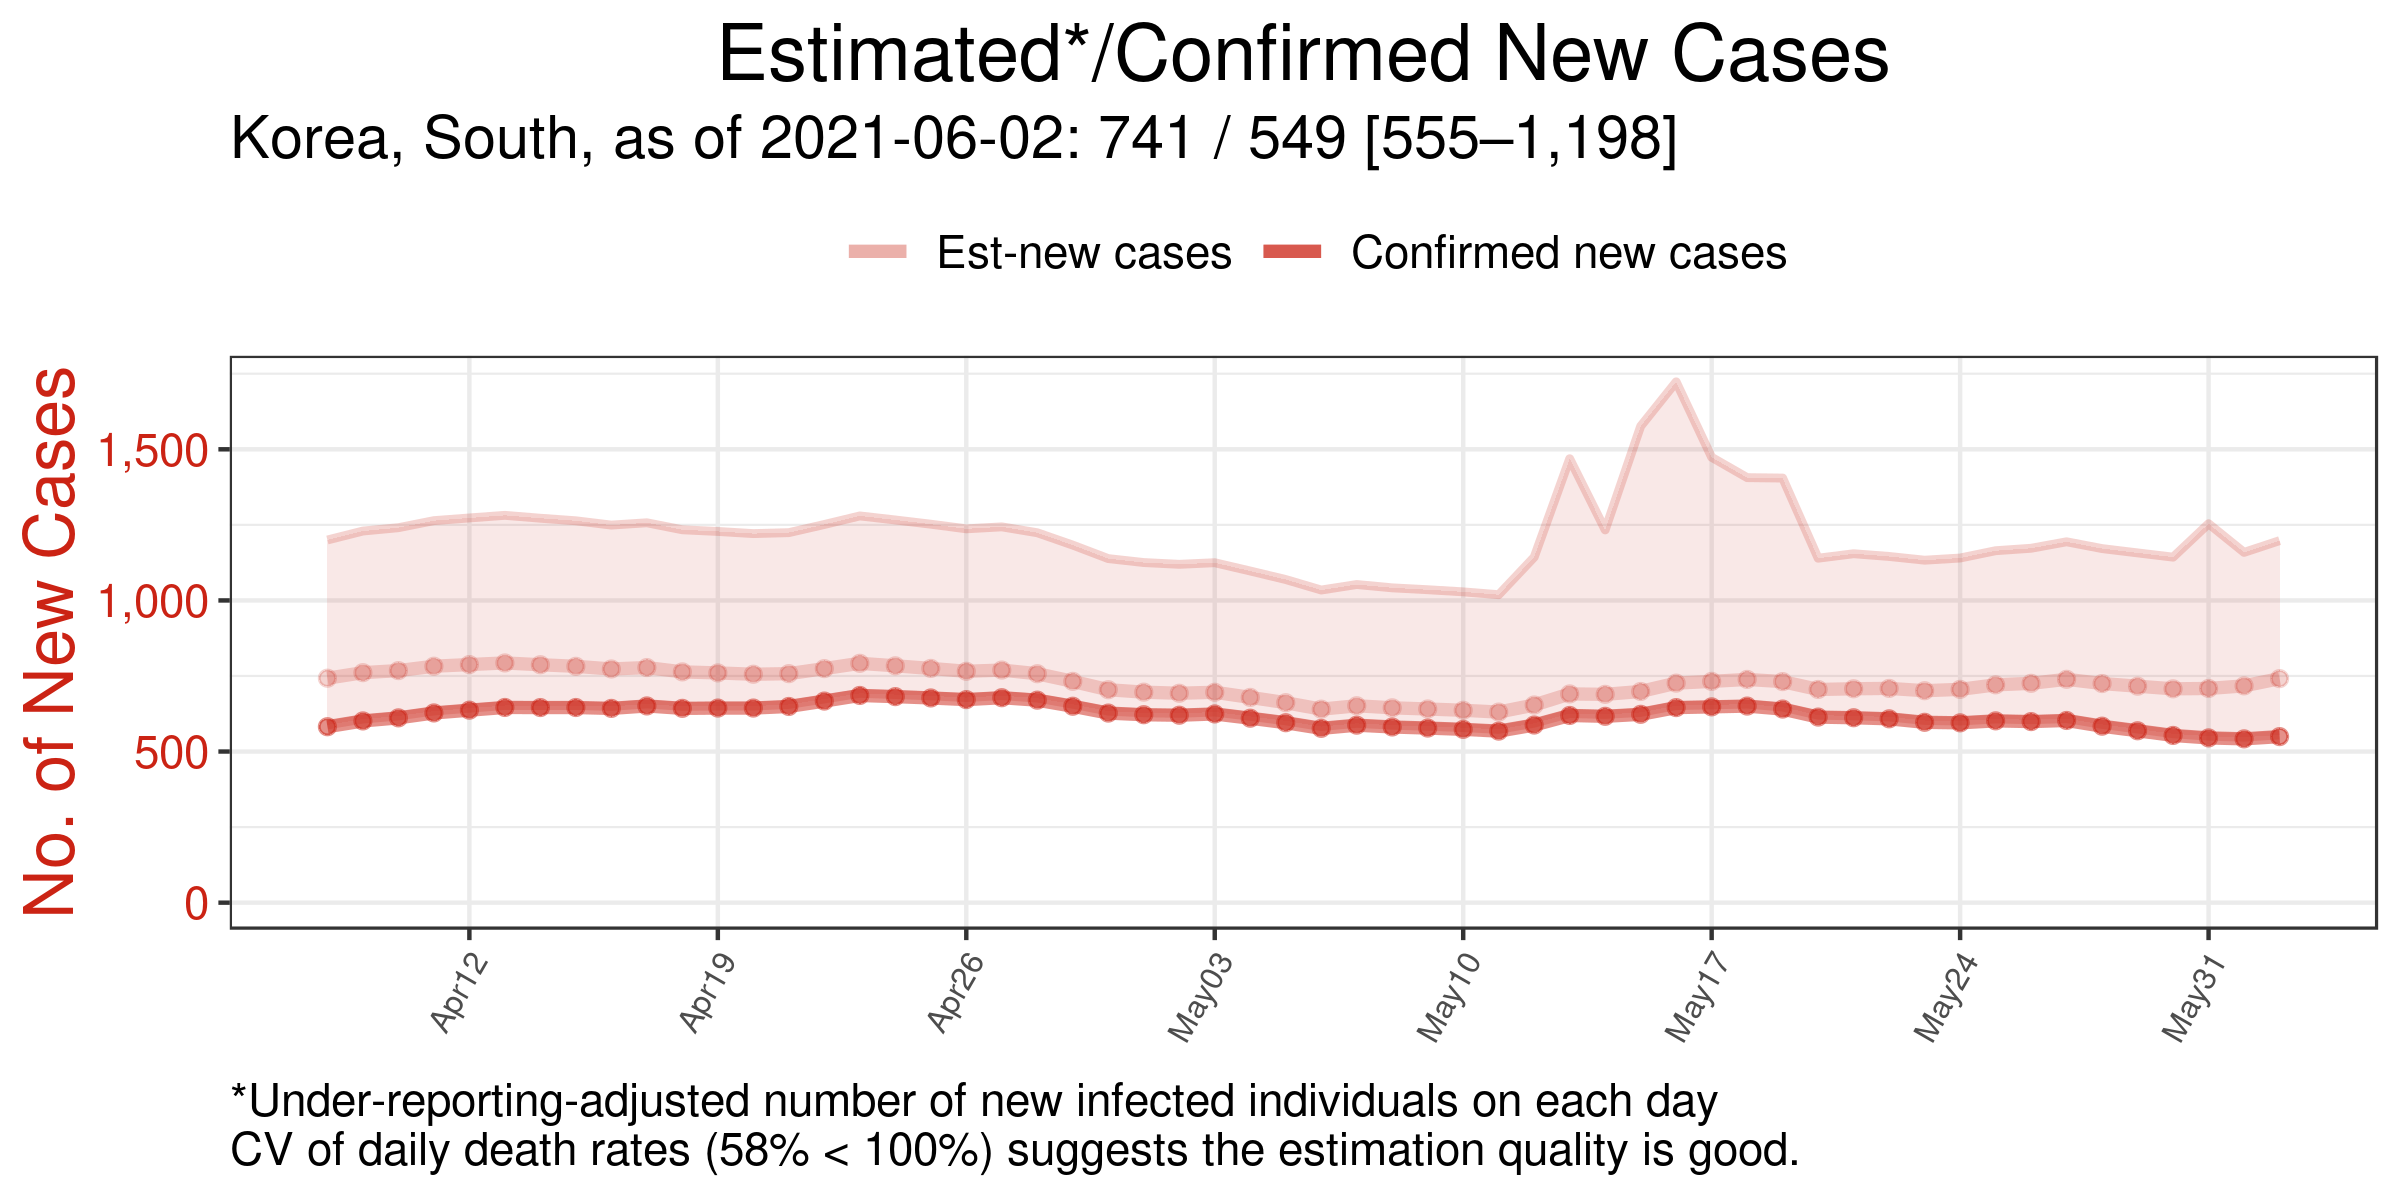 Estimated*/Confirmed New Cases
Korea, South, as of 2021-06-02: 741 / 549 [555–1,198]
Est-new cases
Confirmed new cases
No. of New Cases
1,500
1,000
500
0
Apr12
Apr19
Apr26
May03
May10
May17
May24
May31
*Under-reporting-adjusted number of new infected individuals on each day
CV of daily death rates (58% < 100%) suggests the estimation quality is good.